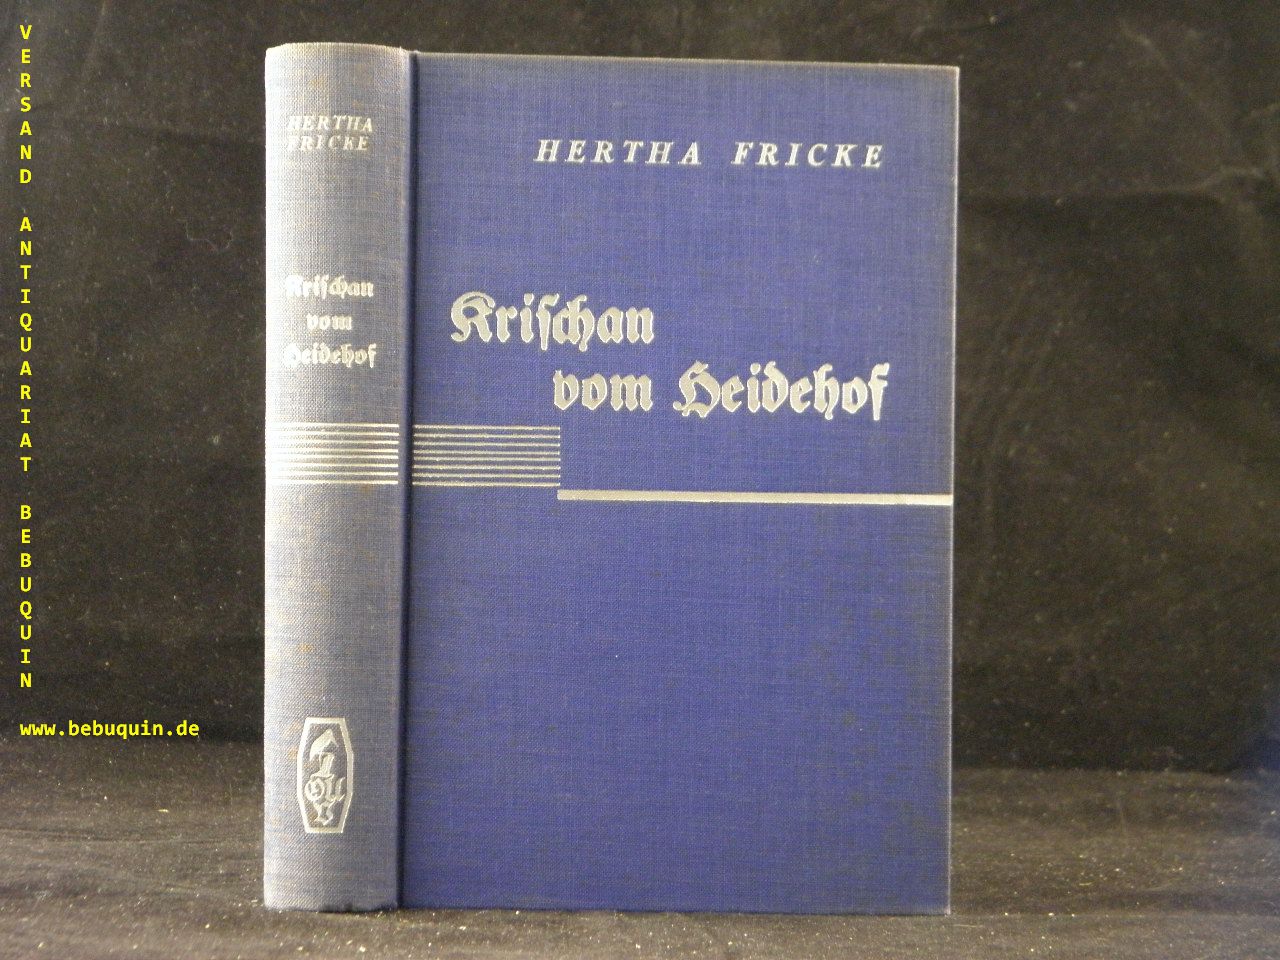 VERSAND ANTIQUARIAT BEBUQUIN
www.bebuquin.de
HERTHA
FRICKE
Krischan
vom
Heidehof
HERTHA FRICKE
Krischan
vom Heidehof